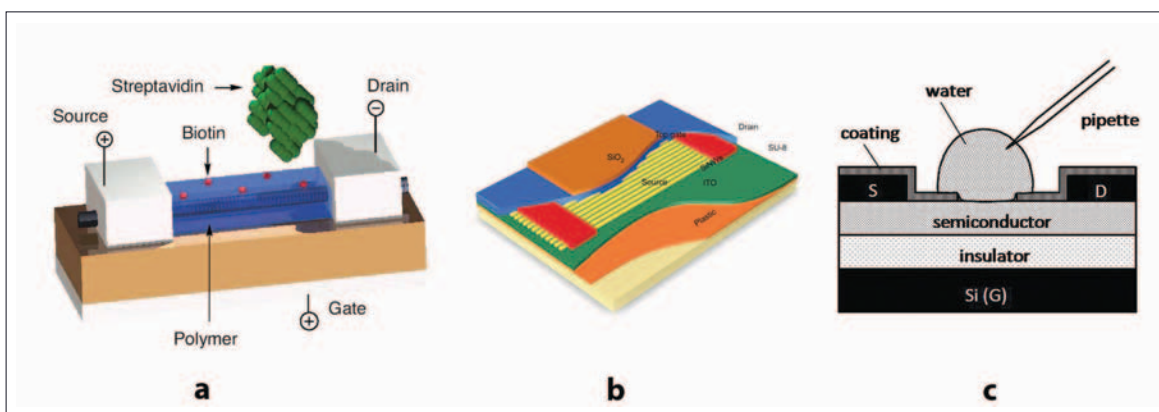 Streptavidin
Drain
Source
Biotin
Gate
Polymer
a
Drain
SU-8
SiO₂
Source
ITO
Plastic
b
water
pipette
coating
S
D
semiconductor
insulator
Si (G)
c